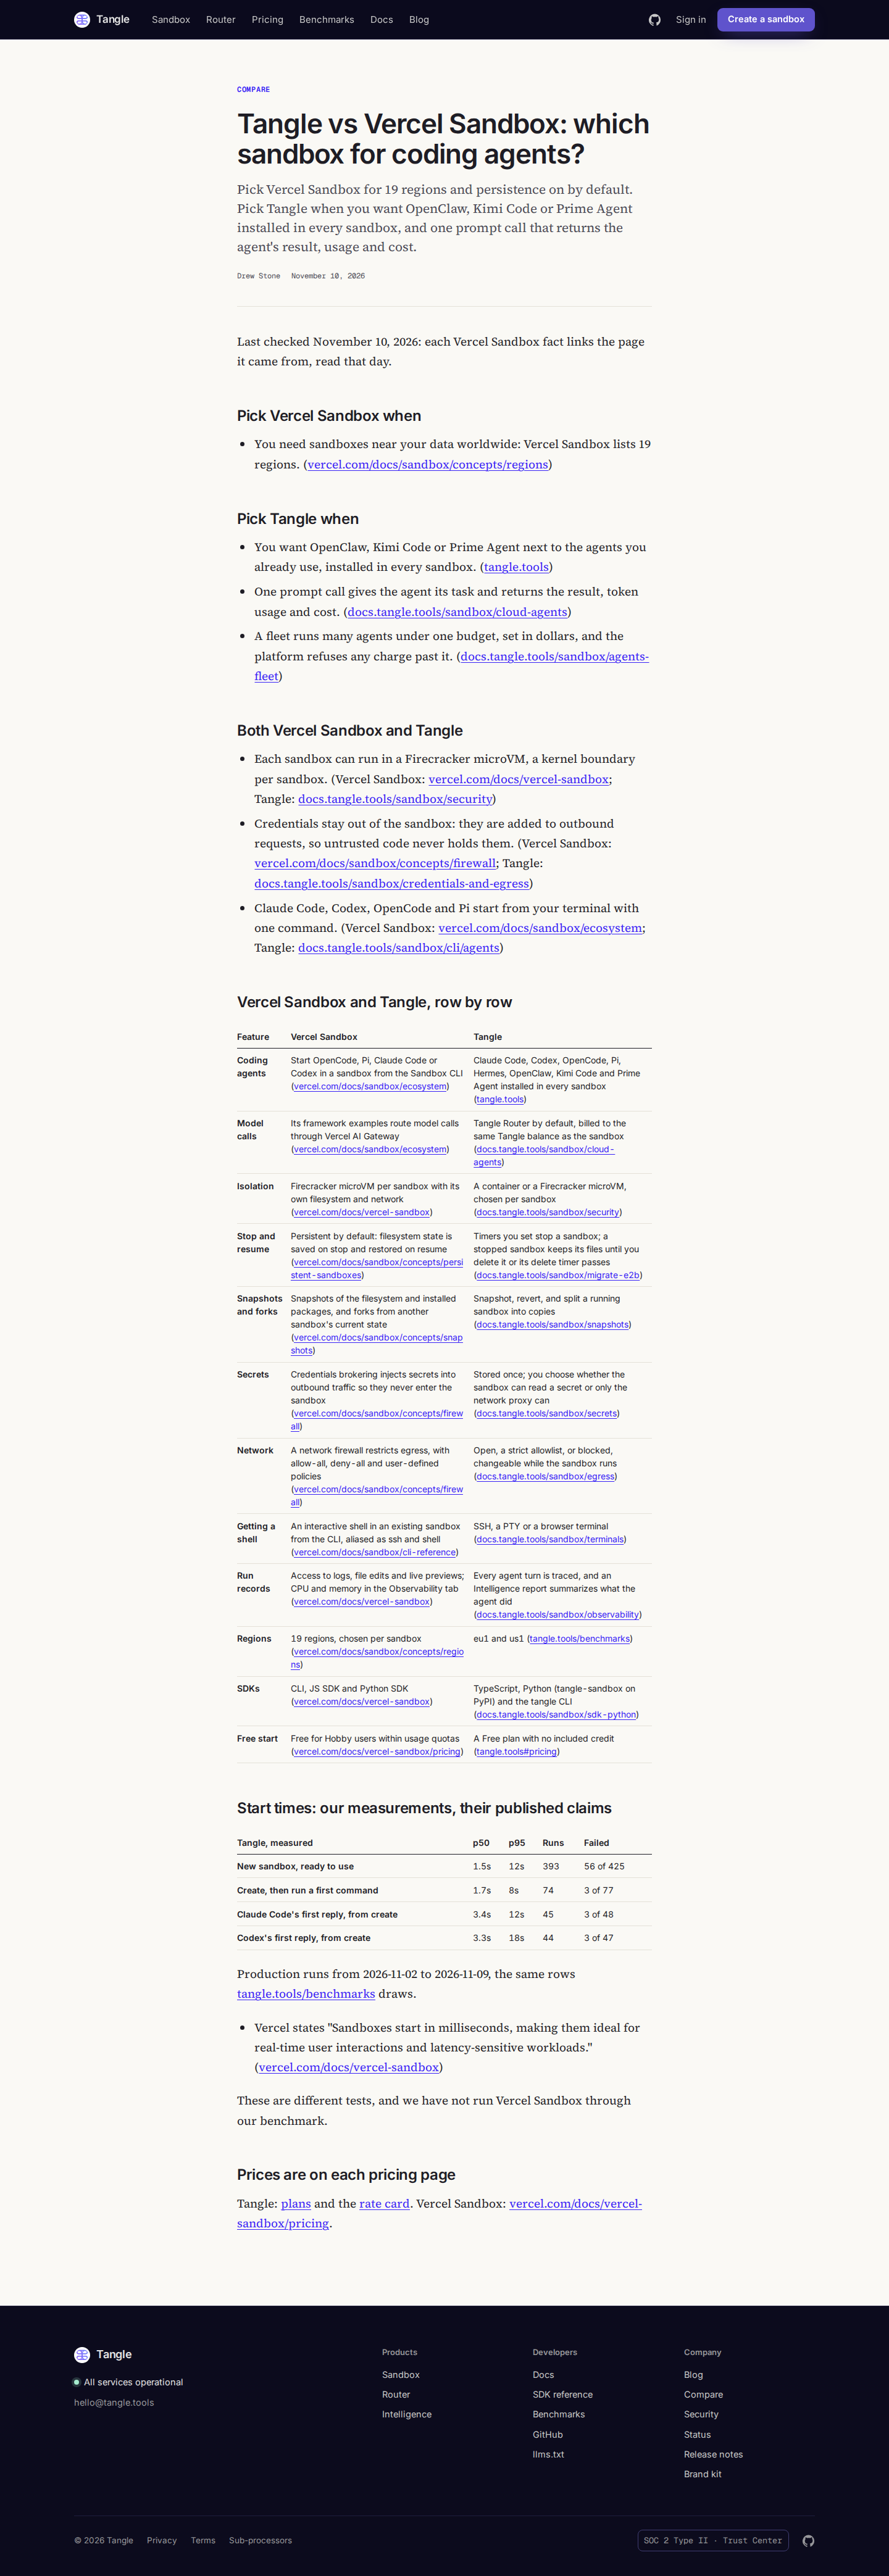 Tangle
Sandbox
Router
Pricing
Benchmarks
Docs
Blog
Sign in
Create a sandbox
COMPARE
Tangle vs Vercel Sandbox: which
sandbox for coding agents?
Pick Vercel Sandbox for 19 regions and persistence on by default.
Pick Tangle when you want OpenClaw, Kimi Code or Prime Agent
installed in every sandbox, and one prompt call that returns the
agent's result, usage and cost.
Drew Stone November 10, 2026
Last checked November 10, 2026: each Vercel Sandbox fact links the page
it came from, read that day.
Pick Vercel Sandbox when
• You need sandboxes near your data worldwide: Vercel Sandbox lists 19
regions. (vercel.com/docs/sandbox/concepts/regions)
Pick Tangle when
• You want OpenClaw, Kimi Code or Prime Agent next to the agents you
already use, installed in every sandbox. (tangle.tools)
• One prompt call gives the agent its task and returns the result, token
usage and cost. (docs.tangle.tools/sandbox/cloud-agents)
• A fleet runs many agents under one budget, set in dollars, and the
platform refuses any charge past it. (docs.tangle.tools/sandbox/agents-
fleet)
Both Vercel Sandbox and Tangle
• Each sandbox can run in a Firecracker microVM, a kernel boundary
per sandbox. (Vercel Sandbox: vercel.com/docs/vercel-sandbox;
Tangle: docs.tangle.tools/sandbox/security)
• Credentials stay out of the sandbox: they are added to outbound
requests, so untrusted code never holds them. (Vercel Sandbox:
vercel.com/docs/sandbox/concepts/firewall; Tangle:
docs.tangle.tools/sandbox/credentials-and-egress)
• Claude Code, Codex, OpenCode and Pi start from your terminal with
one command. (Vercel Sandbox: vercel.com/docs/sandbox/ecosystem;
Tangle: docs.tangle.tools/sandbox/cli/agents)
Vercel Sandbox and Tangle, row by row
Feature
Vercel Sandbox
Tangle
Coding
agents
Start OpenCode, Pi, Claude Code or
Codex in a sandbox from the Sandbox CLI
(vercel.com/docs/sandbox/ecosystem)
Claude Code, Codex, OpenCode, Pi,
Hermes, OpenClaw, Kimi Code and Prime
Agent installed in every sandbox
(tangle.tools)
Model
calls
Its framework examples route model calls
through Vercel AI Gateway
(vercel.com/docs/sandbox/ecosystem)
Tangle Router by default, billed to the
same Tangle balance as the sandbox
(docs.tangle.tools/sandbox/cloud-
agents)
Isolation
Firecracker microVM per sandbox with its
own filesystem and network
(vercel.com/docs/vercel-sandbox)
A container or a Firecracker microVM,
chosen per sandbox
(docs.tangle.tools/sandbox/security)
Stop and
resume
Persistent by default: filesystem state is
saved on stop and restored on resume
(vercel.com/docs/sandbox/concepts/persi
stent-sandboxes)
Timers you set stop a sandbox; a
stopped sandbox keeps its files until you
delete it or its delete timer passes
(docs.tangle.tools/sandbox/migrate-e2b)
Snapshots
and forks
Snapshots of the filesystem and installed
packages, and forks from another
sandbox's current state
(vercel.com/docs/sandbox/concepts/snap
shots)
Snapshot, revert, and split a running
sandbox into copies
(docs.tangle.tools/sandbox/snapshots)
Secrets
Credentials brokering injects secrets into
outbound traffic so they never enter the
sandbox
(vercel.com/docs/sandbox/concepts/firew
all)
Stored once; you choose whether the
sandbox can read a secret or only the
network proxy can
(docs.tangle.tools/sandbox/secrets)
Network
A network firewall restricts egress, with
allow-all, deny-all and user-defined
policies
(vercel.com/docs/sandbox/concepts/firew
all)
Open, a strict allowlist, or blocked,
changeable while the sandbox runs
(docs.tangle.tools/sandbox/egress)
Getting a
shell
An interactive shell in an existing sandbox
from the CLI, aliased as ssh and shell
(vercel.com/docs/sandbox/cli-reference)
SSH, a PTY or a browser terminal
(docs.tangle.tools/sandbox/terminals)
Run
records
Access to logs, file edits and live previews;
CPU and memory in the Observability tab
(vercel.com/docs/vercel-sandbox)
Every agent turn is traced, and an
Intelligence report summarizes what the
agent did
(docs.tangle.tools/sandbox/observability)
Regions
19 regions, chosen per sandbox
(vercel.com/docs/sandbox/concepts/regio
ns)
eu1 and us1 (tangle.tools/benchmarks)
SDKs
CLI, JS SDK and Python SDK
(vercel.com/docs/vercel-sandbox)
TypeScript, Python (tangle-sandbox on
PyPI) and the tangle CLI
(docs.tangle.tools/sandbox/sdk-python)
Free start
Free for Hobby users within usage quotas
(vercel.com/docs/vercel-sandbox/pricing)
A Free plan with no included credit
(tangle.tools#pricing)
Start times: our measurements, their published claims
Tangle, measured p50 p95 Runs Failed
New sandbox, ready to use 1.5s 12s 393 56 of 425
Create, then run a first command 1.7s 8s 74 3 of 77
Claude Code's first reply, from create 3.4s 12s 45 3 of 48
Codex's first reply, from create 3.3s 18s 44 3 of 47
Production runs from 2026-11-02 to 2026-11-09, the same rows
tangle.tools/benchmarks draws.
• Vercel states "Sandboxes start in milliseconds, making them ideal for
real-time user interactions and latency-sensitive workloads."
(vercel.com/docs/vercel-sandbox)
These are different tests, and we have not run Vercel Sandbox through
our benchmark.
Prices are on each pricing page
Tangle: plans and the rate card. Vercel Sandbox: vercel.com/docs/vercel-
sandbox/pricing.
Tangle
All services operational
hello@tangle.tools
Products
Sandbox
Router
Intelligence
Developers
Docs
SDK reference
Benchmarks
GitHub
llms.txt
Company
Blog
Compare
Security
Status
Release notes
Brand kit
© 2026 Tangle
Privacy
Terms
Sub-processors
SOC 2 Type II · Trust Center